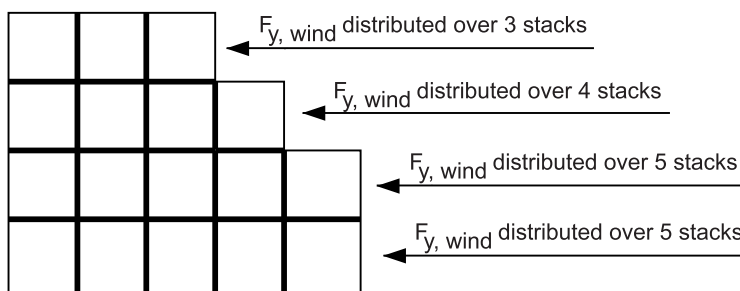 Fy, wind distributed over 3 stacks
Fy, wind distributed over 4 stacks
Fy, wind distributed over 5 stacks
Fy, wind distributed over 5 stacks